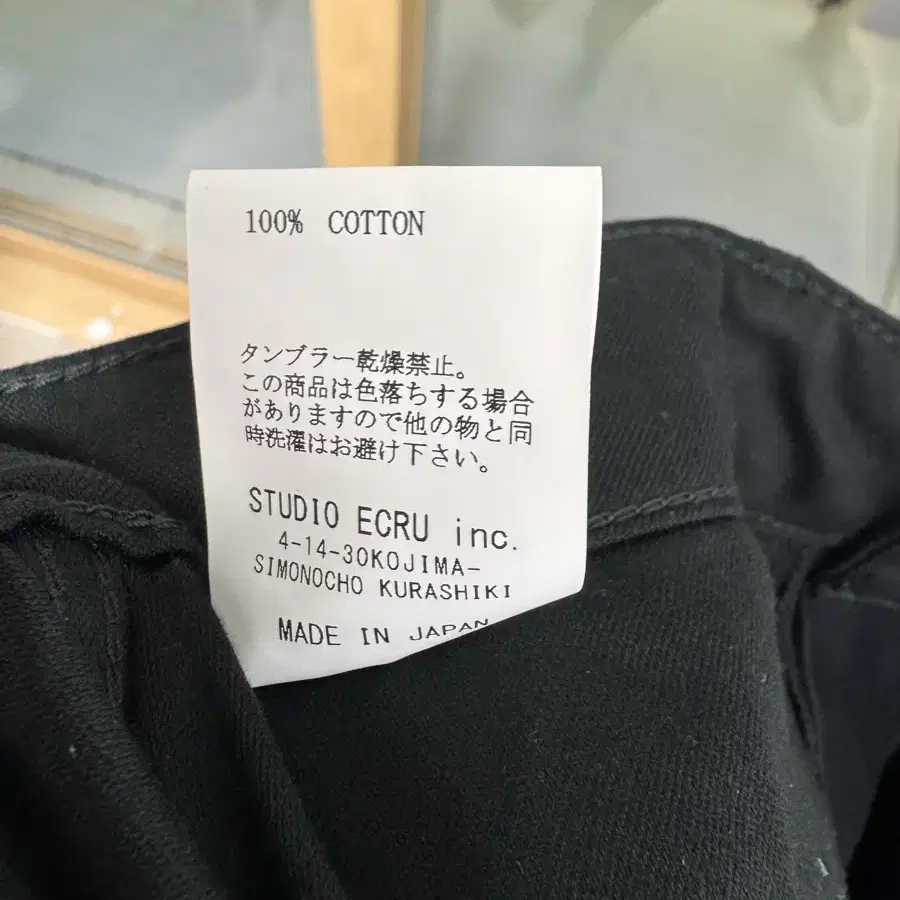 100% COTTON
タンブラー乾燥禁止。
この商品は色落ちする場合
がありますので他の物と同
時洗濯はお避け下さい。
STUDIO ECRU inc.
4-14-30KOJIMA-
SIMONOCHO KURASHIKI
MADE IN JAPAN